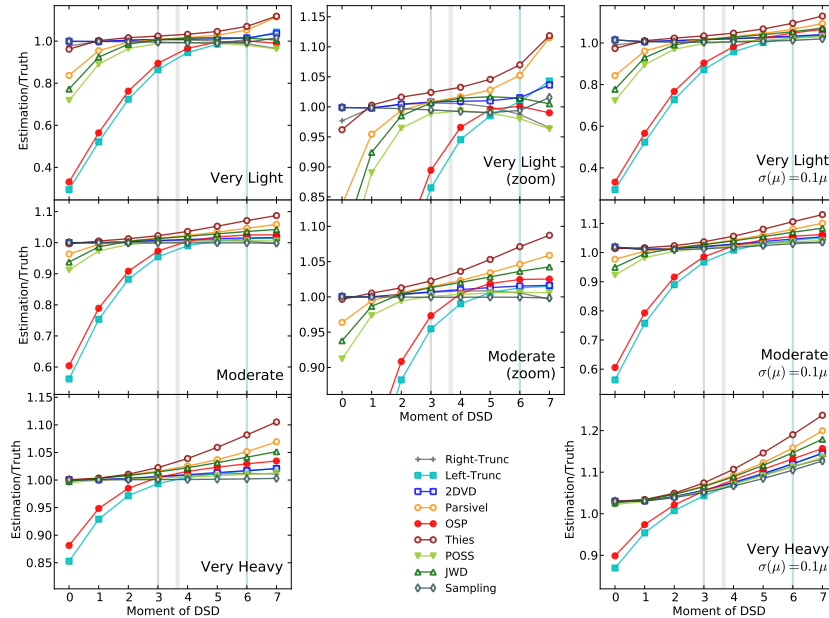 1.0
0.8
0.6
0.4
Estimation/Truth
Very Light
1.15
1.10
1.05
1.00
0.95
0.90
0.85
Very Light
(zoom)
1.0
0.8
0.6
0.4
Very Light
σ(μ)=0.1μ
1.1
1.0
0.9
0.8
0.7
0.6
Estimation/Truth
Moderate
1.10
1.05
1.00
0.95
0.90
Moderate
(zoom)
0 1 2 3 4 5 6 7
Moment of DSD
1.1
1.0
0.9
0.8
0.7
0.6
Moderate
σ(μ)=0.1μ
1.15
1.10
1.05
1.00
0.95
0.90
0.85
Estimation/Truth
Very Heavy
0 1 2 3 4 5 6 7
Moment of DSD
Right-Trunc
Left-Trunc
2DVD
Parsivel
OSP
Thies
POSS
JWD
Sampling
1.2
1.1
1.0
0.9
Very Heavy
σ(μ)=0.1μ
0 1 2 3 4 5 6 7
Moment of DSD